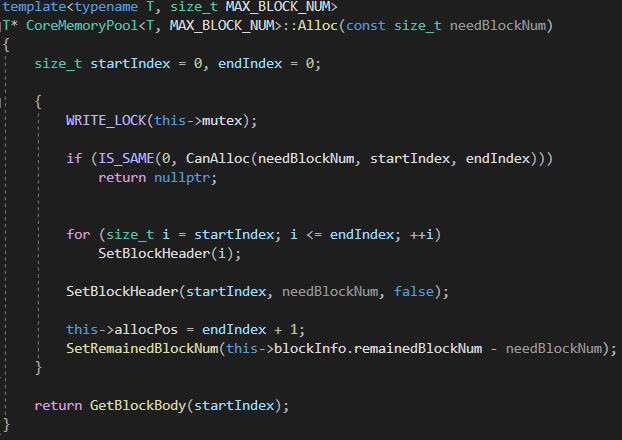 template<typename T, size_t MAX_BLOCK_NUM>
T* CoreMemoryPool<T, MAX_BLOCK_NUM>::Alloc(const size_t needBlockNum)
{
    size_t startIndex = 0, endIndex = 0;

    {
        WRITE_LOCK(this->mutex);

        if (IS_SAME(0, CanAlloc(needBlockNum, startIndex, endIndex)))
            return nullptr;


        for (size_t i = startIndex; i <= endIndex; ++i)
            SetBlockHeader(i);

        SetBlockHeader(startIndex, needBlockNum, false);

        this->allocPos = endIndex + 1;
        SetRemainedBlockNum(this->blockInfo.remainedBlockNum - needBlockNum);
    }

    return GetBlockBody(startIndex);
}